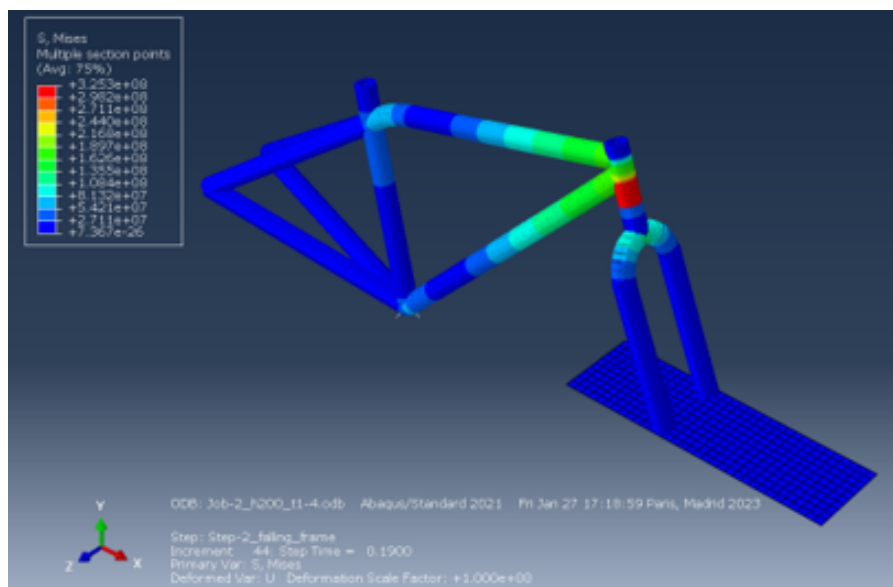 S, Mises
Multiple section points
(Avg: 75%)
+3.253e+08
+2.982e+08
+2.711e+08
+2.440e+08
+2.168e+08
+1.897e+08
+1.626e+08
+1.355e+08
+1.084e+08
+8.132e+07
+5.421e+07
+2.711e+07
+7.367e-26
ODB: Job-2_h200_t1-4.odb Abaqus/Standard 2021 Fri Jan 27 17:18:59 Paris, Madrid 2023
Y
Z
X
Step: Step-2_falling_frame
Increment 44: Step Time = 0.1900
Primary Var: S, Mises
Deformed Var: U Deformation Scale Factor: +1.000e+00